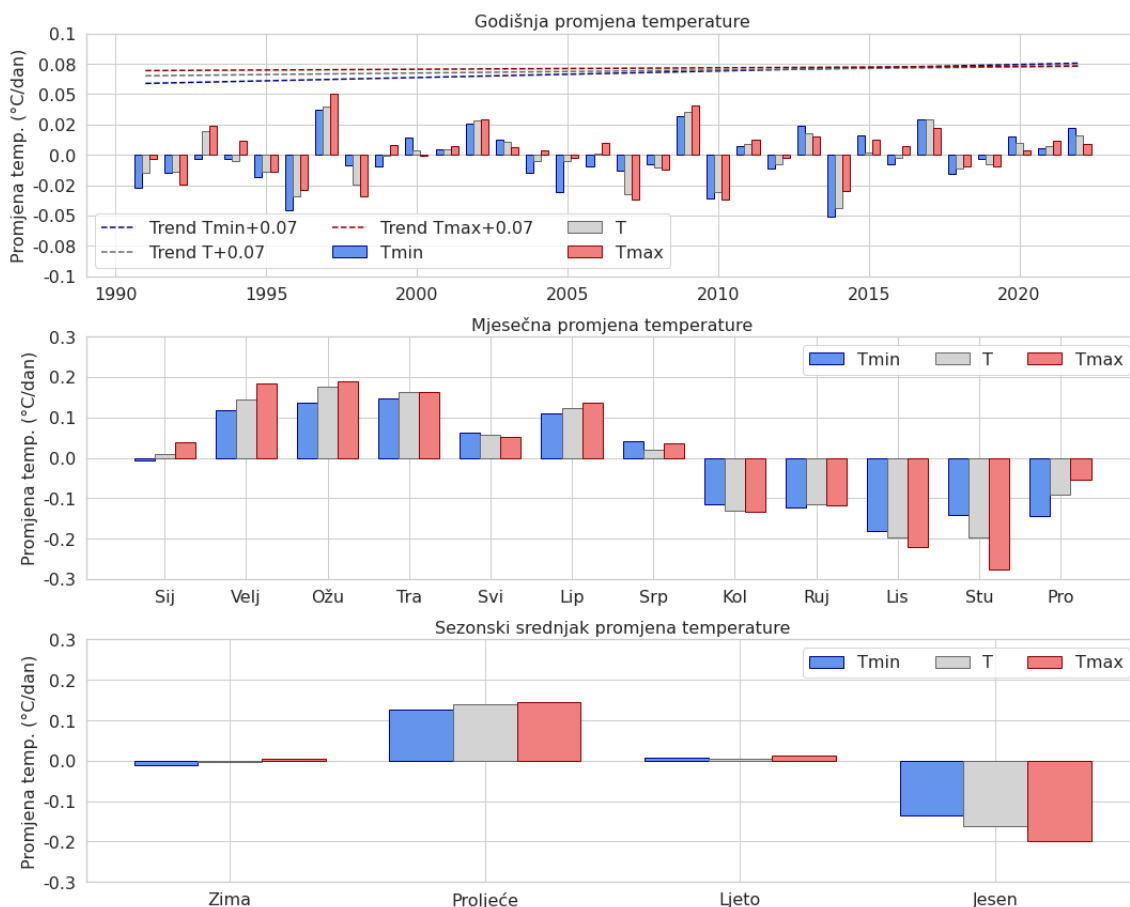 Godišnja promjena temperature
Promjena temp. (°C/dan)
0.1
0.08
0.05
0.02
0.0
-0.02
-0.05
-0.08
-0.1
Trend Tmin+0.07
Trend T+0.07
Trend Tmax+0.07
Tmin
T
Tmax
1990 1995 2000 2005 2010 2015 2020
Mjesečna promjena temperature
Promjena temp. (°C/dan)
0.3
0.2
0.1
0.0
-0.1
-0.2
-0.3
Tmin T Tmax
Sij Velj Ožu Tra Svi Lip Srp Kol Ruj Lis Stu Pro
Sezonski srednjak promjena temperature
Promjena temp. (°C/dan)
0.3
0.2
0.1
0.0
-0.1
-0.2
-0.3
Tmin T Tmax
Zima Proljeće Ljeto Jesen